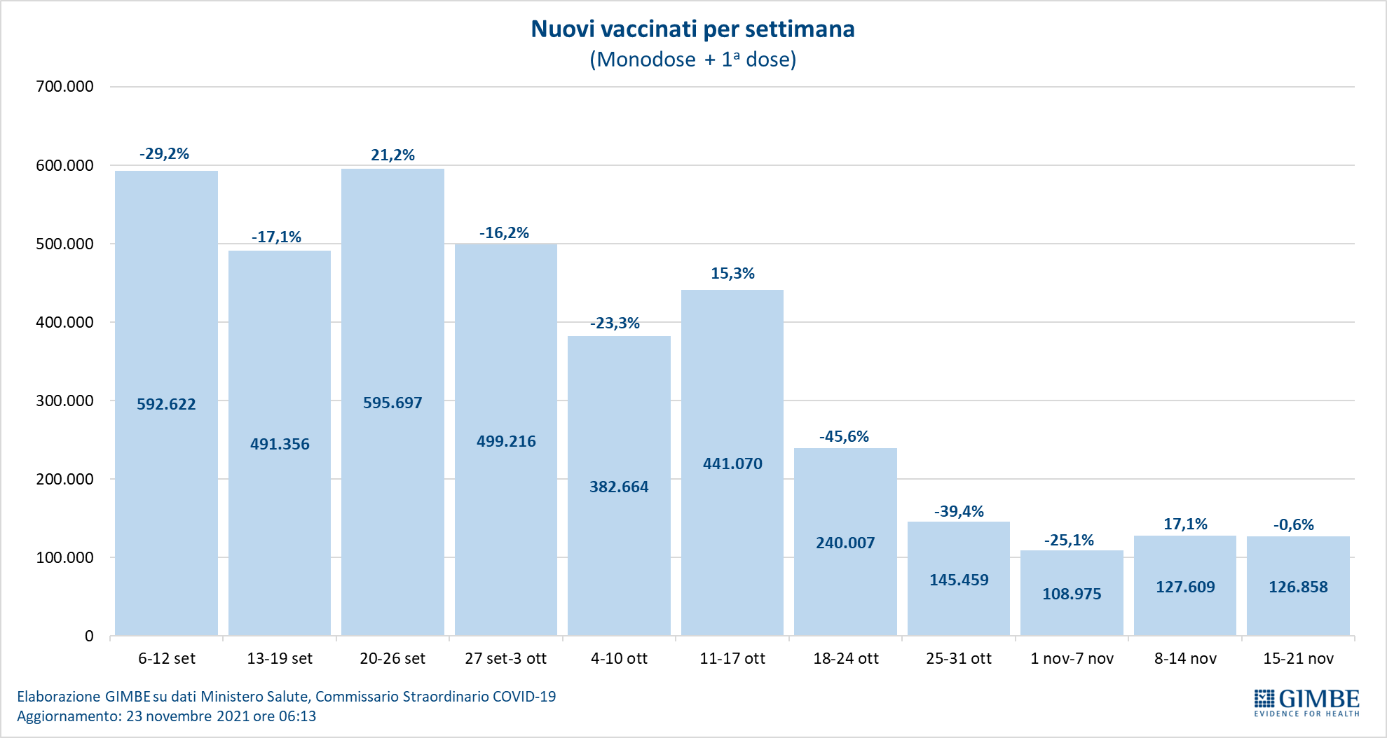 Nuovi vaccinati per settimana
(Monodose + 1ª dose)
700.000
600.000
500.000
400.000
300.000
200.000
100.000
0
-29,2%
-17,1%
21,2%
-16,2%
-23,3%
15,3%
-45,6%
-39,4%
-25,1%
17,1%
-0,6%
592.622
491.356
595.697
499.216
382.664
441.070
240.007
145.459
108.975
127.609
126.858
6-12 set
13-19 set
20-26 set
27 set-3 ott
4-10 ott
11-17 ott
18-24 ott
25-31 ott
1 nov-7 nov
8-14 nov
15-21 nov
Elaborazione GIMBE su dati Ministero Salute, Commissario Straordinario COVID-19
Aggiornamento: 23 novembre 2021 ore 06:13
GIMBE
EVIDENCE FOR HEALTH